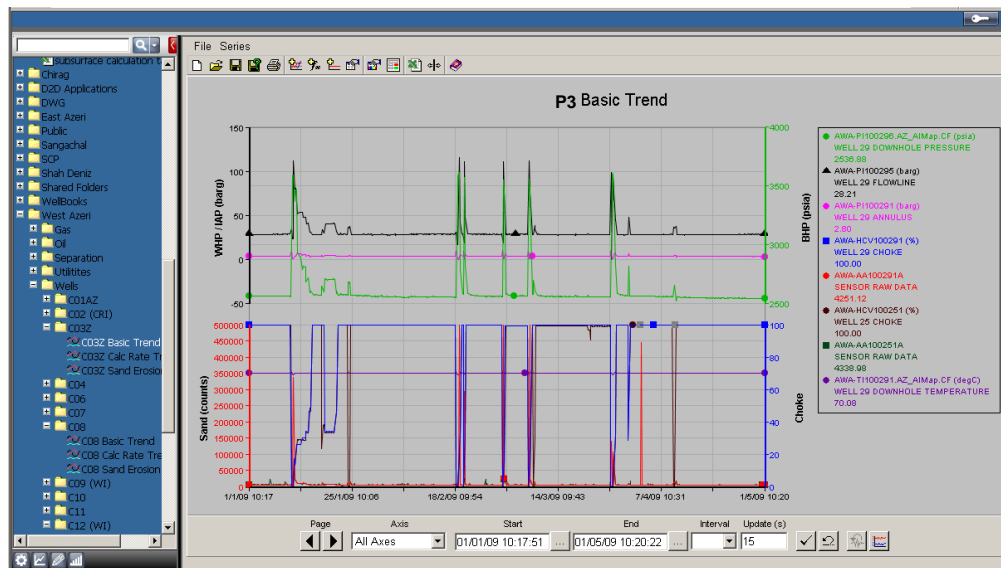 File Series
subsurface calculation t
Chirag
D2D Applications
DWG
East Azeri
Public
Sangachal
SCP
Shah Deniz
Shared Folders
WellBooks
West Azeri
Gas
Oil
Separation
Utilitites
Wells
C01AZ
C02 (CRI)
C03Z
C03Z Basic Trend
C03Z Calc Rate Tr
C03Z Sand Erosion
C04
C06
C07
C08
C08 Basic Trend
C08 Calc Rate Tre
C08 Sand Erosion
C09 (WI)
C10
C11
C12 (WI)
P3 Basic Trend
WHP / IAP (barg)
150
100
50
0
-50
BHP (psia)
4000
3500
3000
2500
Sand (counts)
500000
450000
400000
350000
300000
250000
200000
150000
100000
50000
0
Choke
100
80
60
40
20
0
1/1/09 10:17
25/1/09 10:06
18/2/09 09:54
14/3/09 09:43
7/4/09 10:31
1/5/09 10:20
AWA-PI100296.AZ_AIMap.CF (psia)
WELL 29 DOWNHOLE PRESSURE
2536.88
AWA-PI100295 (barg)
WELL 29 FLOWLINE
28.21
AWA-PI100291 (barg)
WELL 29 ANNULUS
2.80
AWA-HCV100291 (%)
WELL 29 CHOKE
100.00
AWA-AA100291A
SENSOR RAW DATA
4251.12
AWA-HCV100251 (%)
WELL 25 CHOKE
100.00
AWA-AA100251A
SENSOR RAW DATA
4338.98
AWA-TI100291.AZ_AIMap.CF (degC)
WELL 29 DOWNHOLE TEMPERATURE
70.08
Page Axis Start End Interval Update (s)
All Axes 01/01/09 10:17:51 ... 01/05/09 10:20:22 ... 15